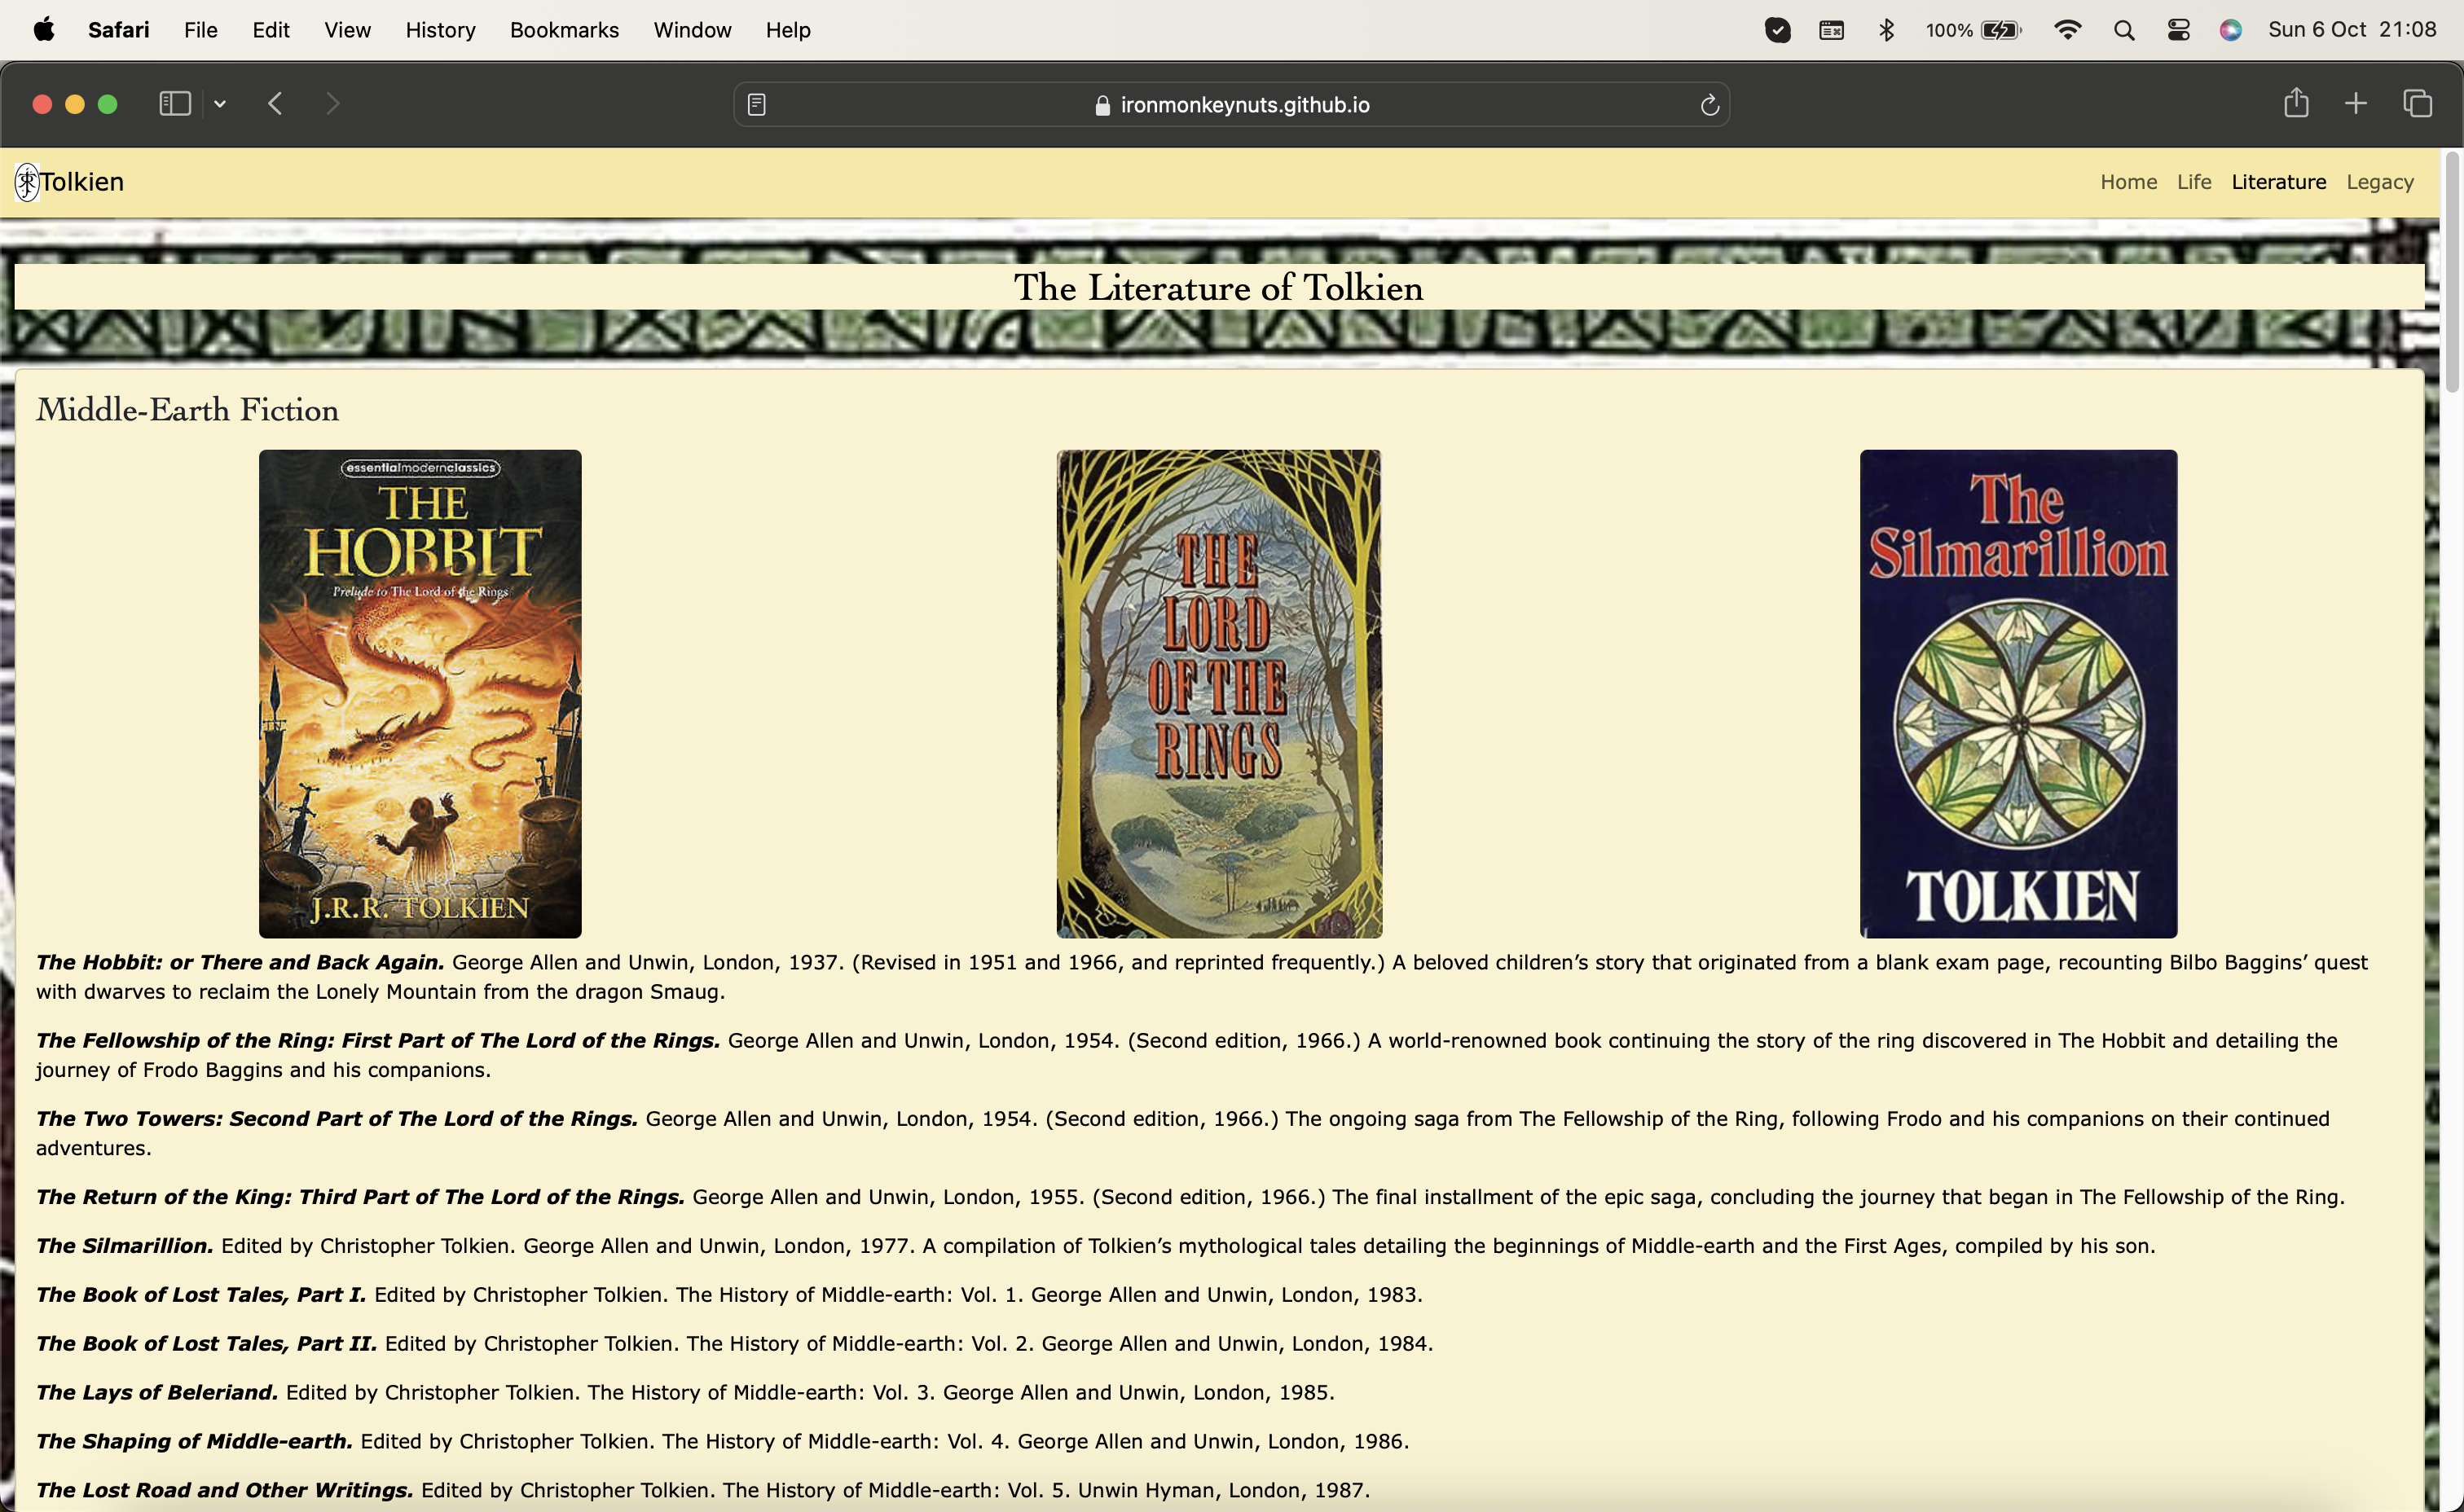 Safari File Edit View History Bookmarks Window Help 100% Sun 6 Oct 21:08
ironmonkeynuts.github.io
Tolkien Home Life Literature Legacy
The Literature of Tolkien
Middle-Earth Fiction
essentialmodernclassics
THE
HOBBIT
Prelude to The Lord of the Rings
J.R.R. TOLKIEN
THE
LORD
OF THE
RINGS
The
Silmarillion
TOLKIEN
The Hobbit: or There and Back Again. George Allen and Unwin, London, 1937. (Revised in 1951 and 1966, and reprinted frequently.) A beloved children’s story that originated from a blank exam page, recounting Bilbo Baggins’ quest
with dwarves to reclaim the Lonely Mountain from the dragon Smaug.
The Fellowship of the Ring: First Part of The Lord of the Rings. George Allen and Unwin, London, 1954. (Second edition, 1966.) A world-renowned book continuing the story of the ring discovered in The Hobbit and detailing the
journey of Frodo Baggins and his companions.
The Two Towers: Second Part of The Lord of the Rings. George Allen and Unwin, London, 1954. (Second edition, 1966.) The ongoing saga from The Fellowship of the Ring, following Frodo and his companions on their continued
adventures.
The Return of the King: Third Part of The Lord of the Rings. George Allen and Unwin, London, 1955. (Second edition, 1966.) The final installment of the epic saga, concluding the journey that began in The Fellowship of the Ring.
The Silmarillion. Edited by Christopher Tolkien. George Allen and Unwin, London, 1977. A compilation of Tolkien’s mythological tales detailing the beginnings of Middle-earth and the First Ages, compiled by his son.
The Book of Lost Tales, Part I. Edited by Christopher Tolkien. The History of Middle-earth: Vol. 1. George Allen and Unwin, London, 1983.
The Book of Lost Tales, Part II. Edited by Christopher Tolkien. The History of Middle-earth: Vol. 2. George Allen and Unwin, London, 1984.
The Lays of Beleriand. Edited by Christopher Tolkien. The History of Middle-earth: Vol. 3. George Allen and Unwin, London, 1985.
The Shaping of Middle-earth. Edited by Christopher Tolkien. The History of Middle-earth: Vol. 4. George Allen and Unwin, London, 1986.
The Lost Road and Other Writings. Edited by Christopher Tolkien. The History of Middle-earth: Vol. 5. Unwin Hyman, London, 1987.